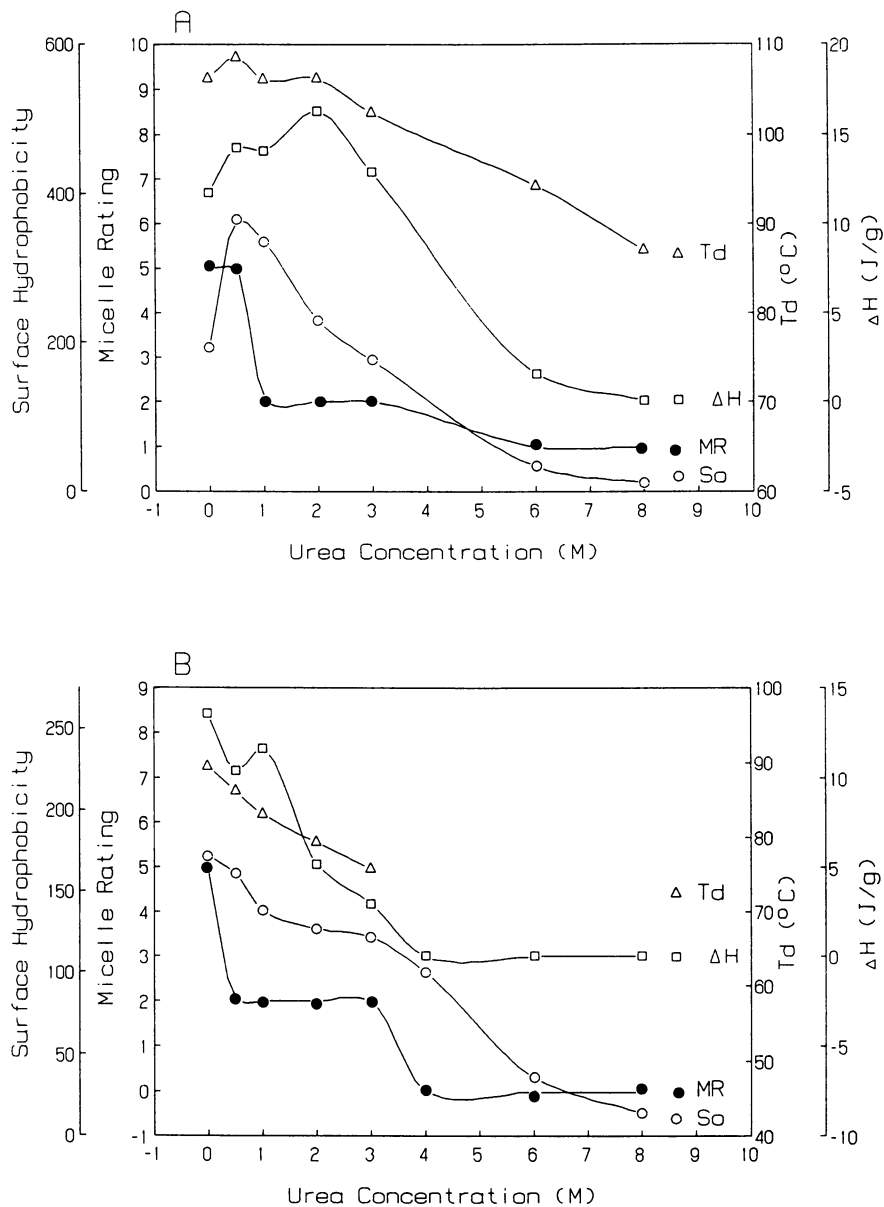 A
600
400
200
0
Surface Hydrophobicity
10
9
8
7
6
5
4
3
2
1
0
Micelle Rating
-1 0 1 2 3 4 5 6 7 8 9 10
Urea Concentration (M)
110
100
90
80
70
60
Td (°C)
20
15
10
5
0
-5
ΔH (J/g)
Td
ΔH
MR
So
B
250
200
150
100
50
0
Surface Hydrophobicity
9
8
7
6
5
4
3
2
1
0
-1
Micelle Rating
-1 0 1 2 3 4 5 6 7 8 9 10
Urea Concentration (M)
100
90
80
70
60
50
40
Td (°C)
15
10
5
0
-5
-10
ΔH (J/g)
Td
ΔH
MR
So